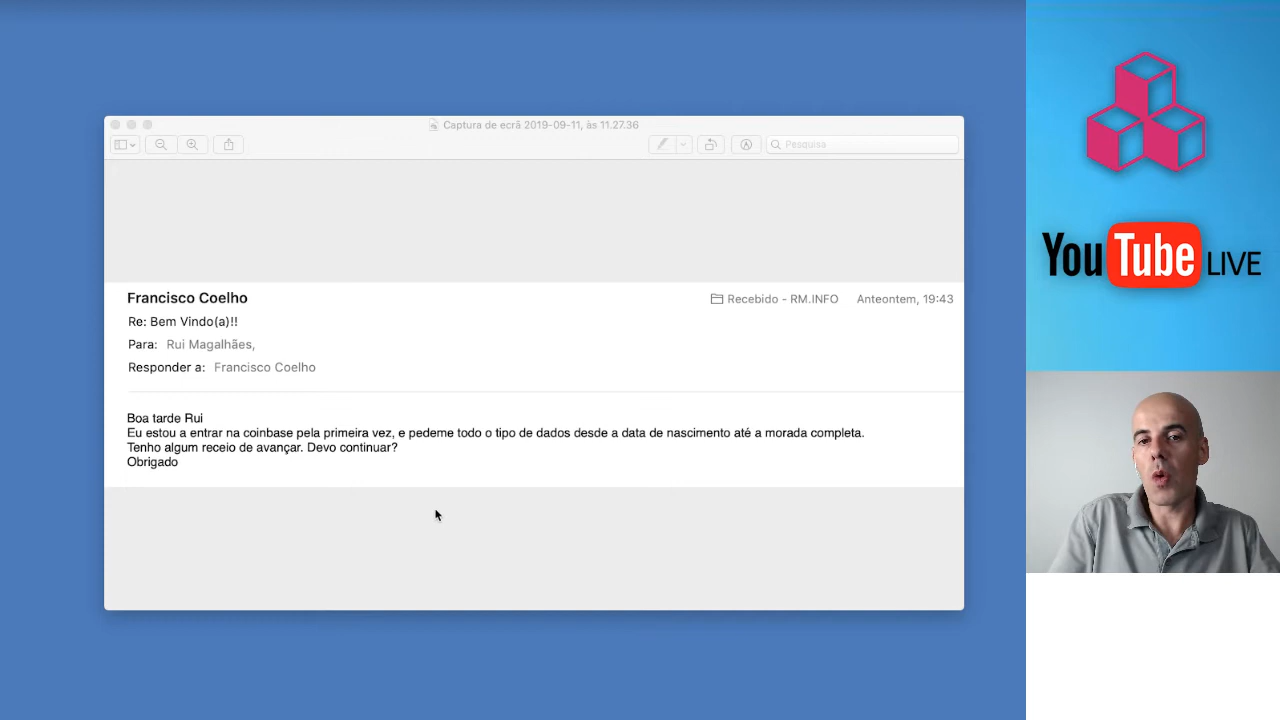 Captura de ecrã 2019-09-11, às 11.27.36
Pesquisa
Francisco Coelho
Recebido - RM.INFO
Anteontem, 19:43
Re: Bem Vindo(a)!!
Para: Rui Magalhães,
Responder a: Francisco Coelho
Boa tarde Rui
Eu estou a entrar na coinbase pela primeira vez, e pedeme todo o tipo de dados desde a data de nascimento até a morada completa.
Tenho algum receio de avançar. Devo continuar?
Obrigado
YouTube LIVE